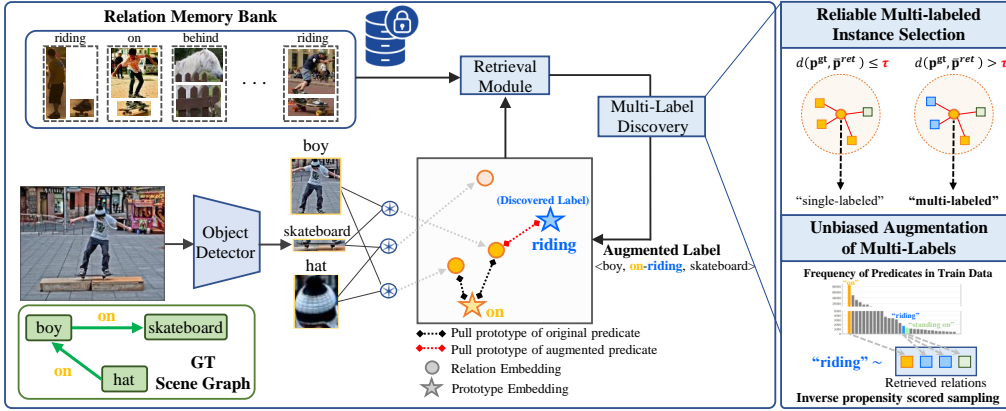 Relation Memory Bank
riding
on
behind
riding
. . .
Retrieval
Module
Multi-Label
Discovery
boy
skateboard
hat
Object
Detector
(Discovered Label)
riding
on
Augmented Label
<boy, on-riding, skateboard>
boy
on
skateboard
on
hat
GT
Scene Graph
Pull prototype of original predicate
Pull prototype of augmented predicate
Relation Embedding
Prototype Embedding
Reliable Multi-labeled
Instance Selection
d(p^gt, p̄^ret) ≤ τ
d(p^gt, p̄^ret) > τ
“single-labeled”
“multi-labeled”
Unbiased Augmentation
of Multi-Labels
Frequency of Predicates in Train Data
“on”
“riding”
“standing on”
“riding” ~
Retrieved relations
Inverse propensity scored sampling